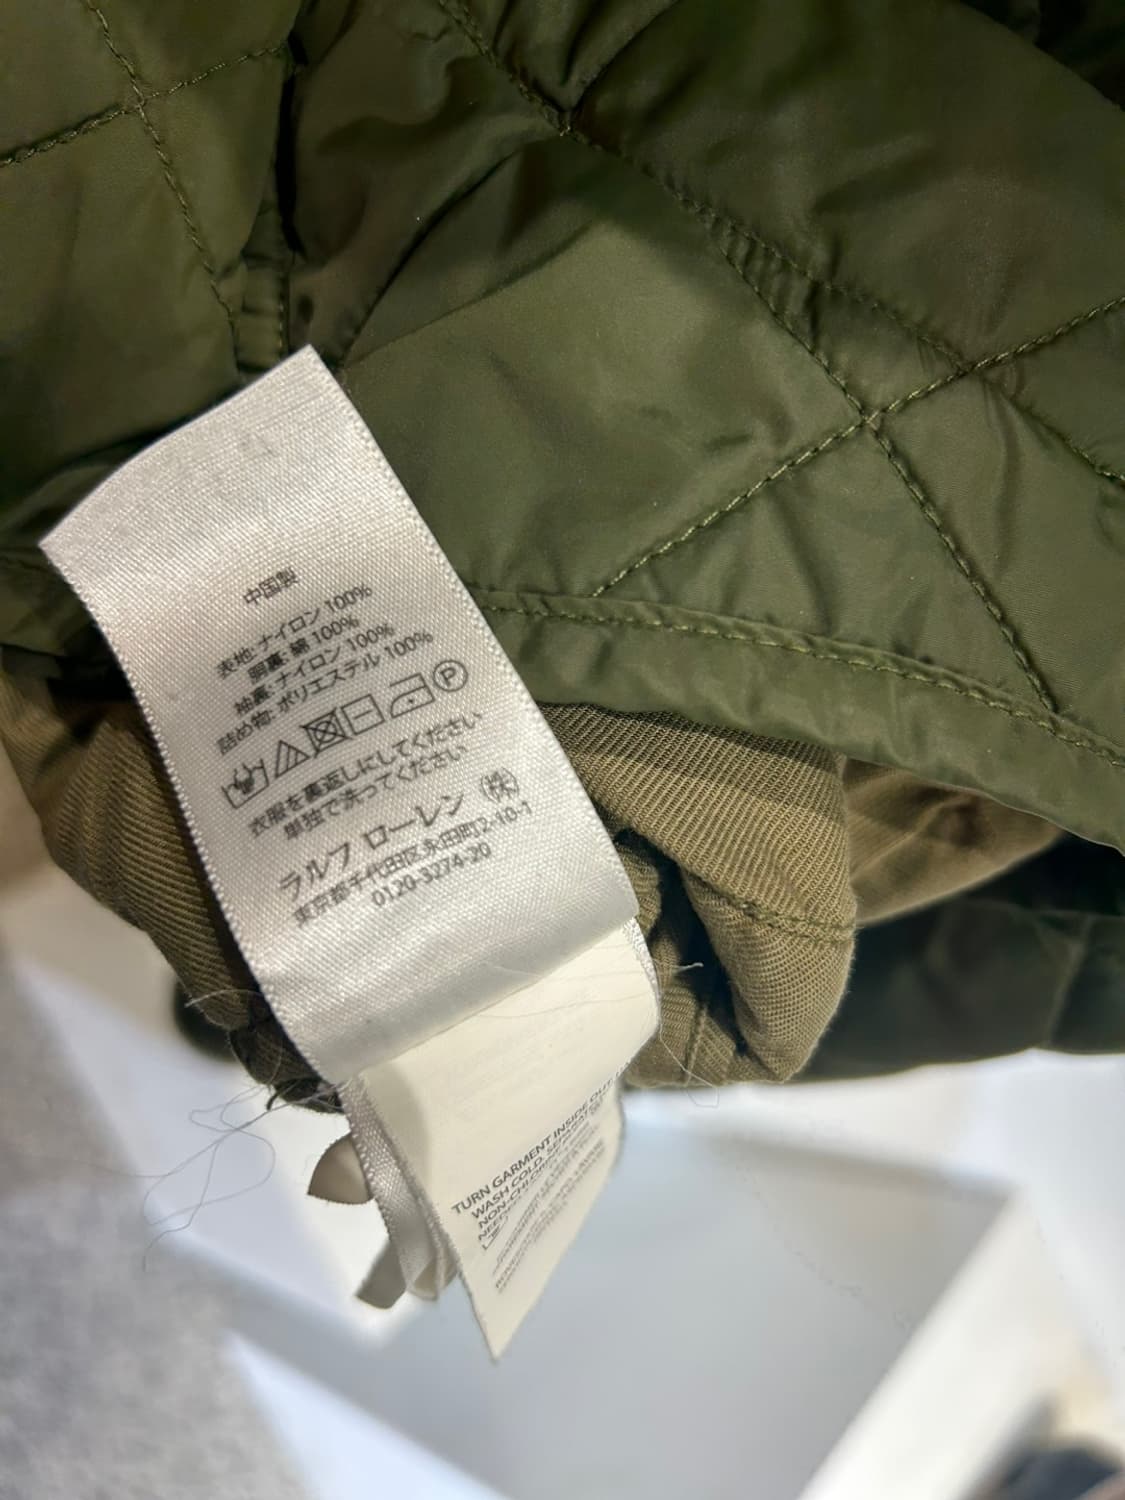 中国製
表地: ナイロン 100%
胴裏: 綿 100%
袖裏: ナイロン 100%
詰め物: ポリエステル 100%
P
衣服を裏返しにしてください
単独で洗ってください
ラルフ ローレン (株)
東京都千代田区永田町2-10-1
0120-3274-20
TURN GARMENT INSIDE OUT.
WASH COLD, SEPARATELY
NON-CHLORINE
NEEDED